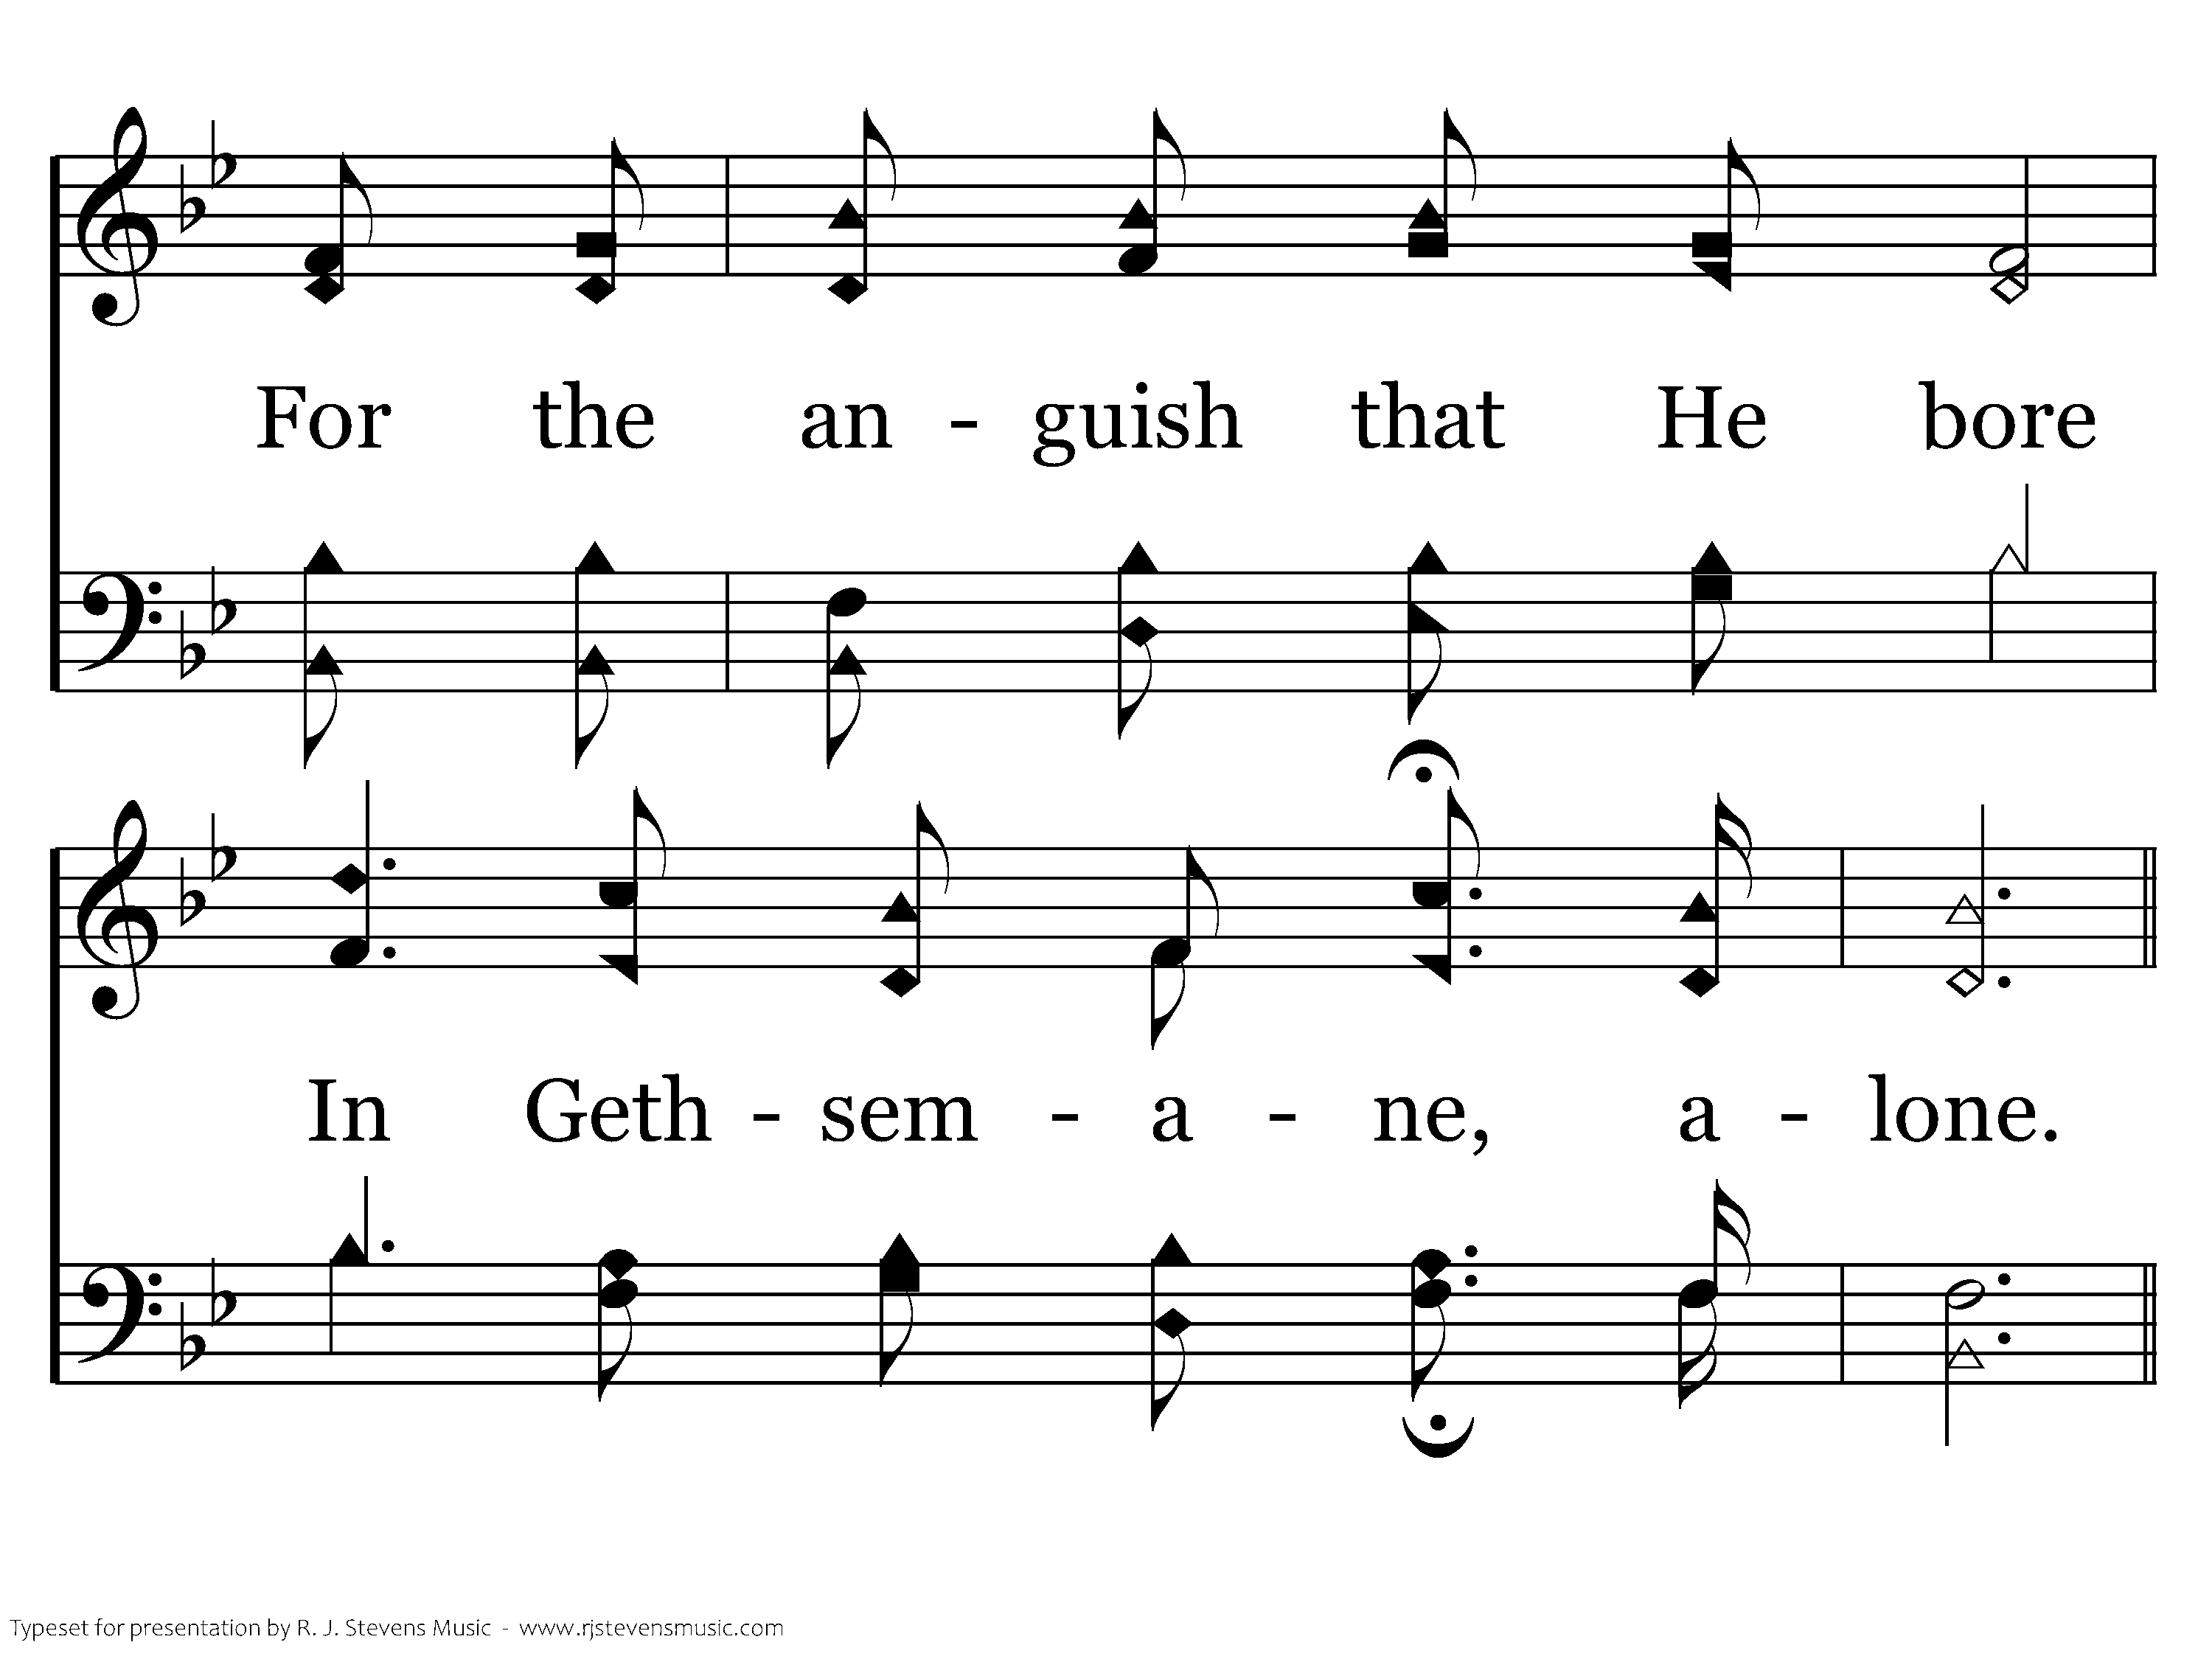 For the an - guish that He bore
In Geth - sem - a - ne, a - lone.
Typeset for presentation by R. J. Stevens Music - www.rjstevensmusic.com